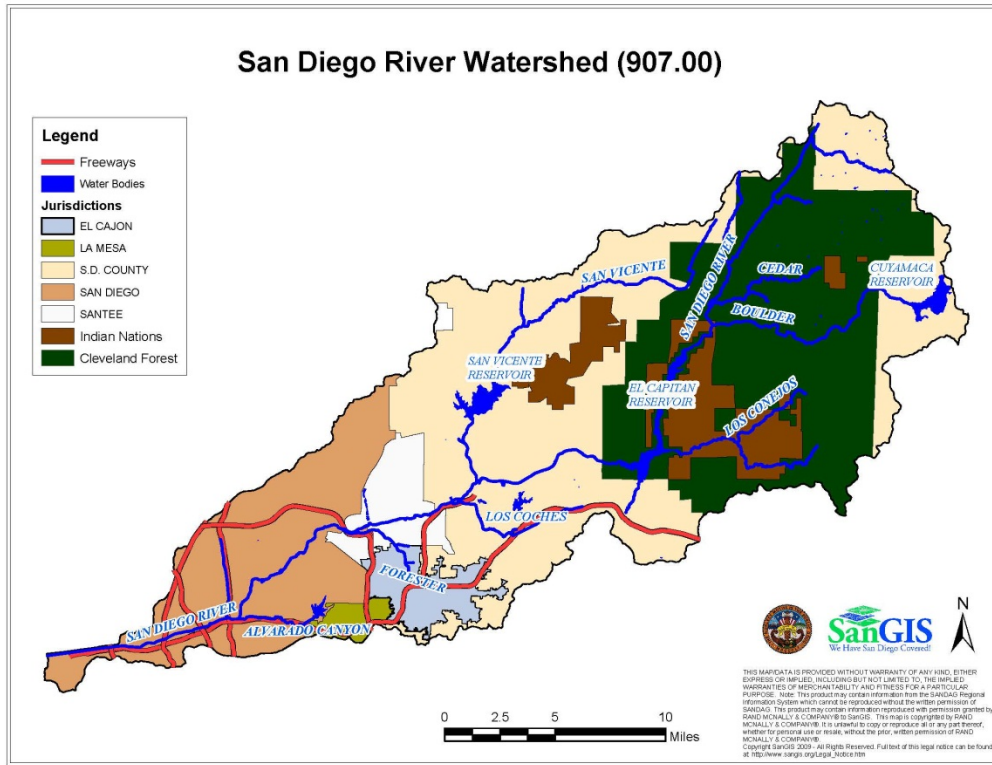 San Diego River Watershed (907.00)
Legend
Freeways
Water Bodies
Jurisdictions
EL CAJON
LA MESA
S.D. COUNTY
SAN DIEGO
SANTEE
Indian Nations
Cleveland Forest
SAN VICENTE
SAN DIEGO RIVER
CEDAR
CUYAMACA
RESERVOIR
BOULDER
SAN VICENTE
RESERVOIR
EL CAPITAN
RESERVOIR
LOS CONEJOS
LOS COCHES
FORESTER
SAN DIEGO RIVER
ALVARADO CANYON
SanGIS
We Have San Diego Covered!
N
0 2.5 5 10
Miles
THIS MAP/DATA IS PROVIDED WITHOUT WARRANTY OF ANY KIND, EITHER
EXPRESS OR IMPLIED, INCLUDING BUT NOT LIMITED TO, THE IMPLIED
WARRANTIES OF MERCHANTABILITY AND FITNESS FOR A PARTICULAR
PURPOSE. Note: This product may contain information from the SANDAG Regional
Information System which cannot be reproduced without the written permission of
SANDAG. This product may contain information reproduced with permission granted by
RAND MCNALLY & COMPANY® to SanGIS. This map is copyrighted by RAND
MCNALLY & COMPANY®. It is unlawful to copy or reproduce all or any part thereof,
whether for personal use or resale, without the prior, written permission of RAND
MCNALLY & COMPANY®.
Copyright SanGIS 2009 - All Rights Reserved. Full text of this legal notice can be found
at: http://www.sangis.org/Legal_Notice.htm